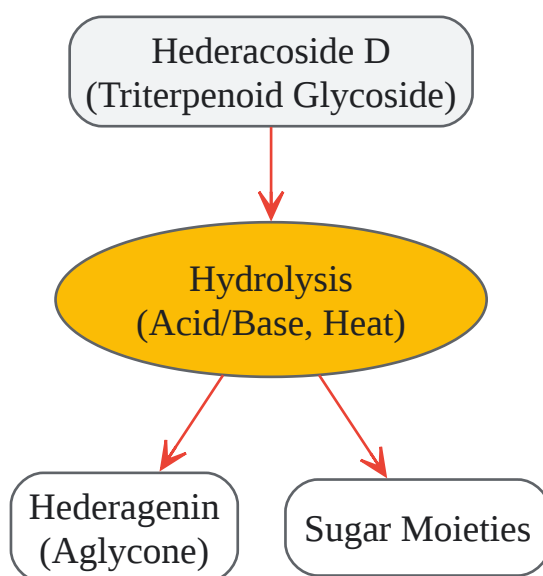 Hederacoside D
(Triterpenoid Glycoside)
Hydrolysis
(Acid/Base, Heat)
Hederagenin
(Aglycone)
Sugar Moieties